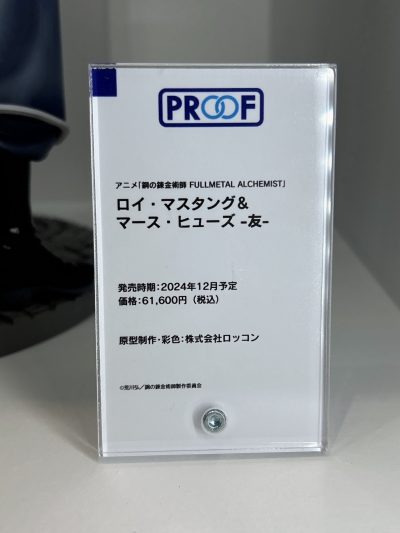 PROOF
アニメ「鋼の錬金術師 FULLMETAL ALCHEMIST」
ロイ・マスタング&
マース・ヒューズ -友-
発売時期：2024年12月予定
価格：61,600円（税込）
原型制作・彩色：株式会社ロッコン
©荒川弘／鋼の錬金術師製作委員会